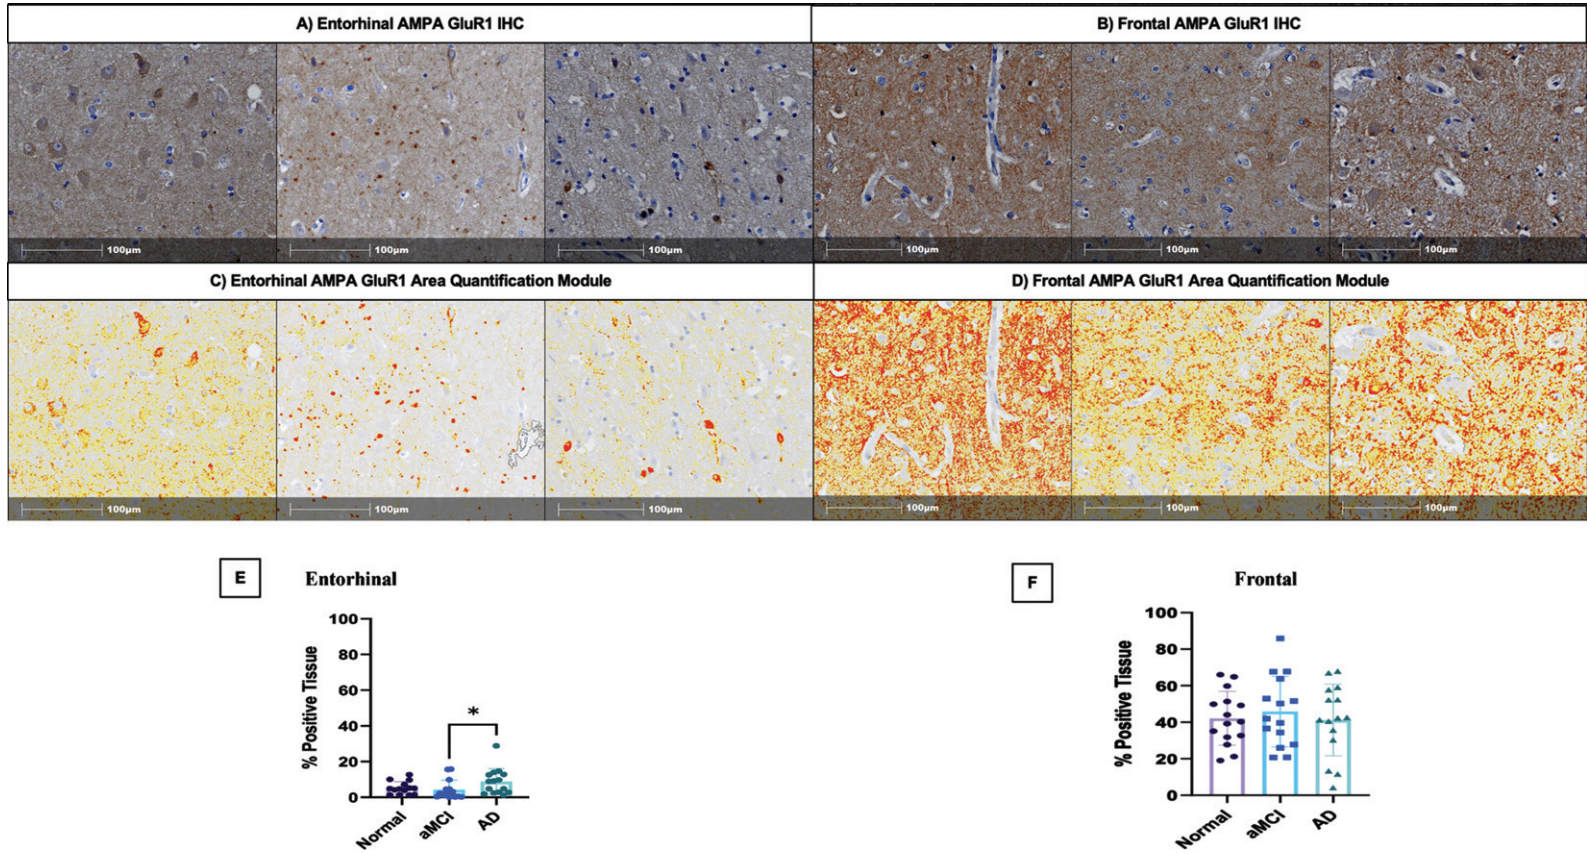 A) Entorhinal AMPA GluR1 IHC
B) Frontal AMPA GluR1 IHC
100µm
100µm
100µm
100µm
100µm
100µm
C) Entorhinal AMPA GluR1 Area Quantification Module
D) Frontal AMPA GluR1 Area Quantification Module
100µm
100µm
100µm
100µm
100µm
100µm
E
Entorhinal
% Positive Tissue
100
80
60
40
20
0
*
Normal
aMCI
AD
F
Frontal
% Positive Tissue
100
80
60
40
20
0
Normal
aMCI
AD